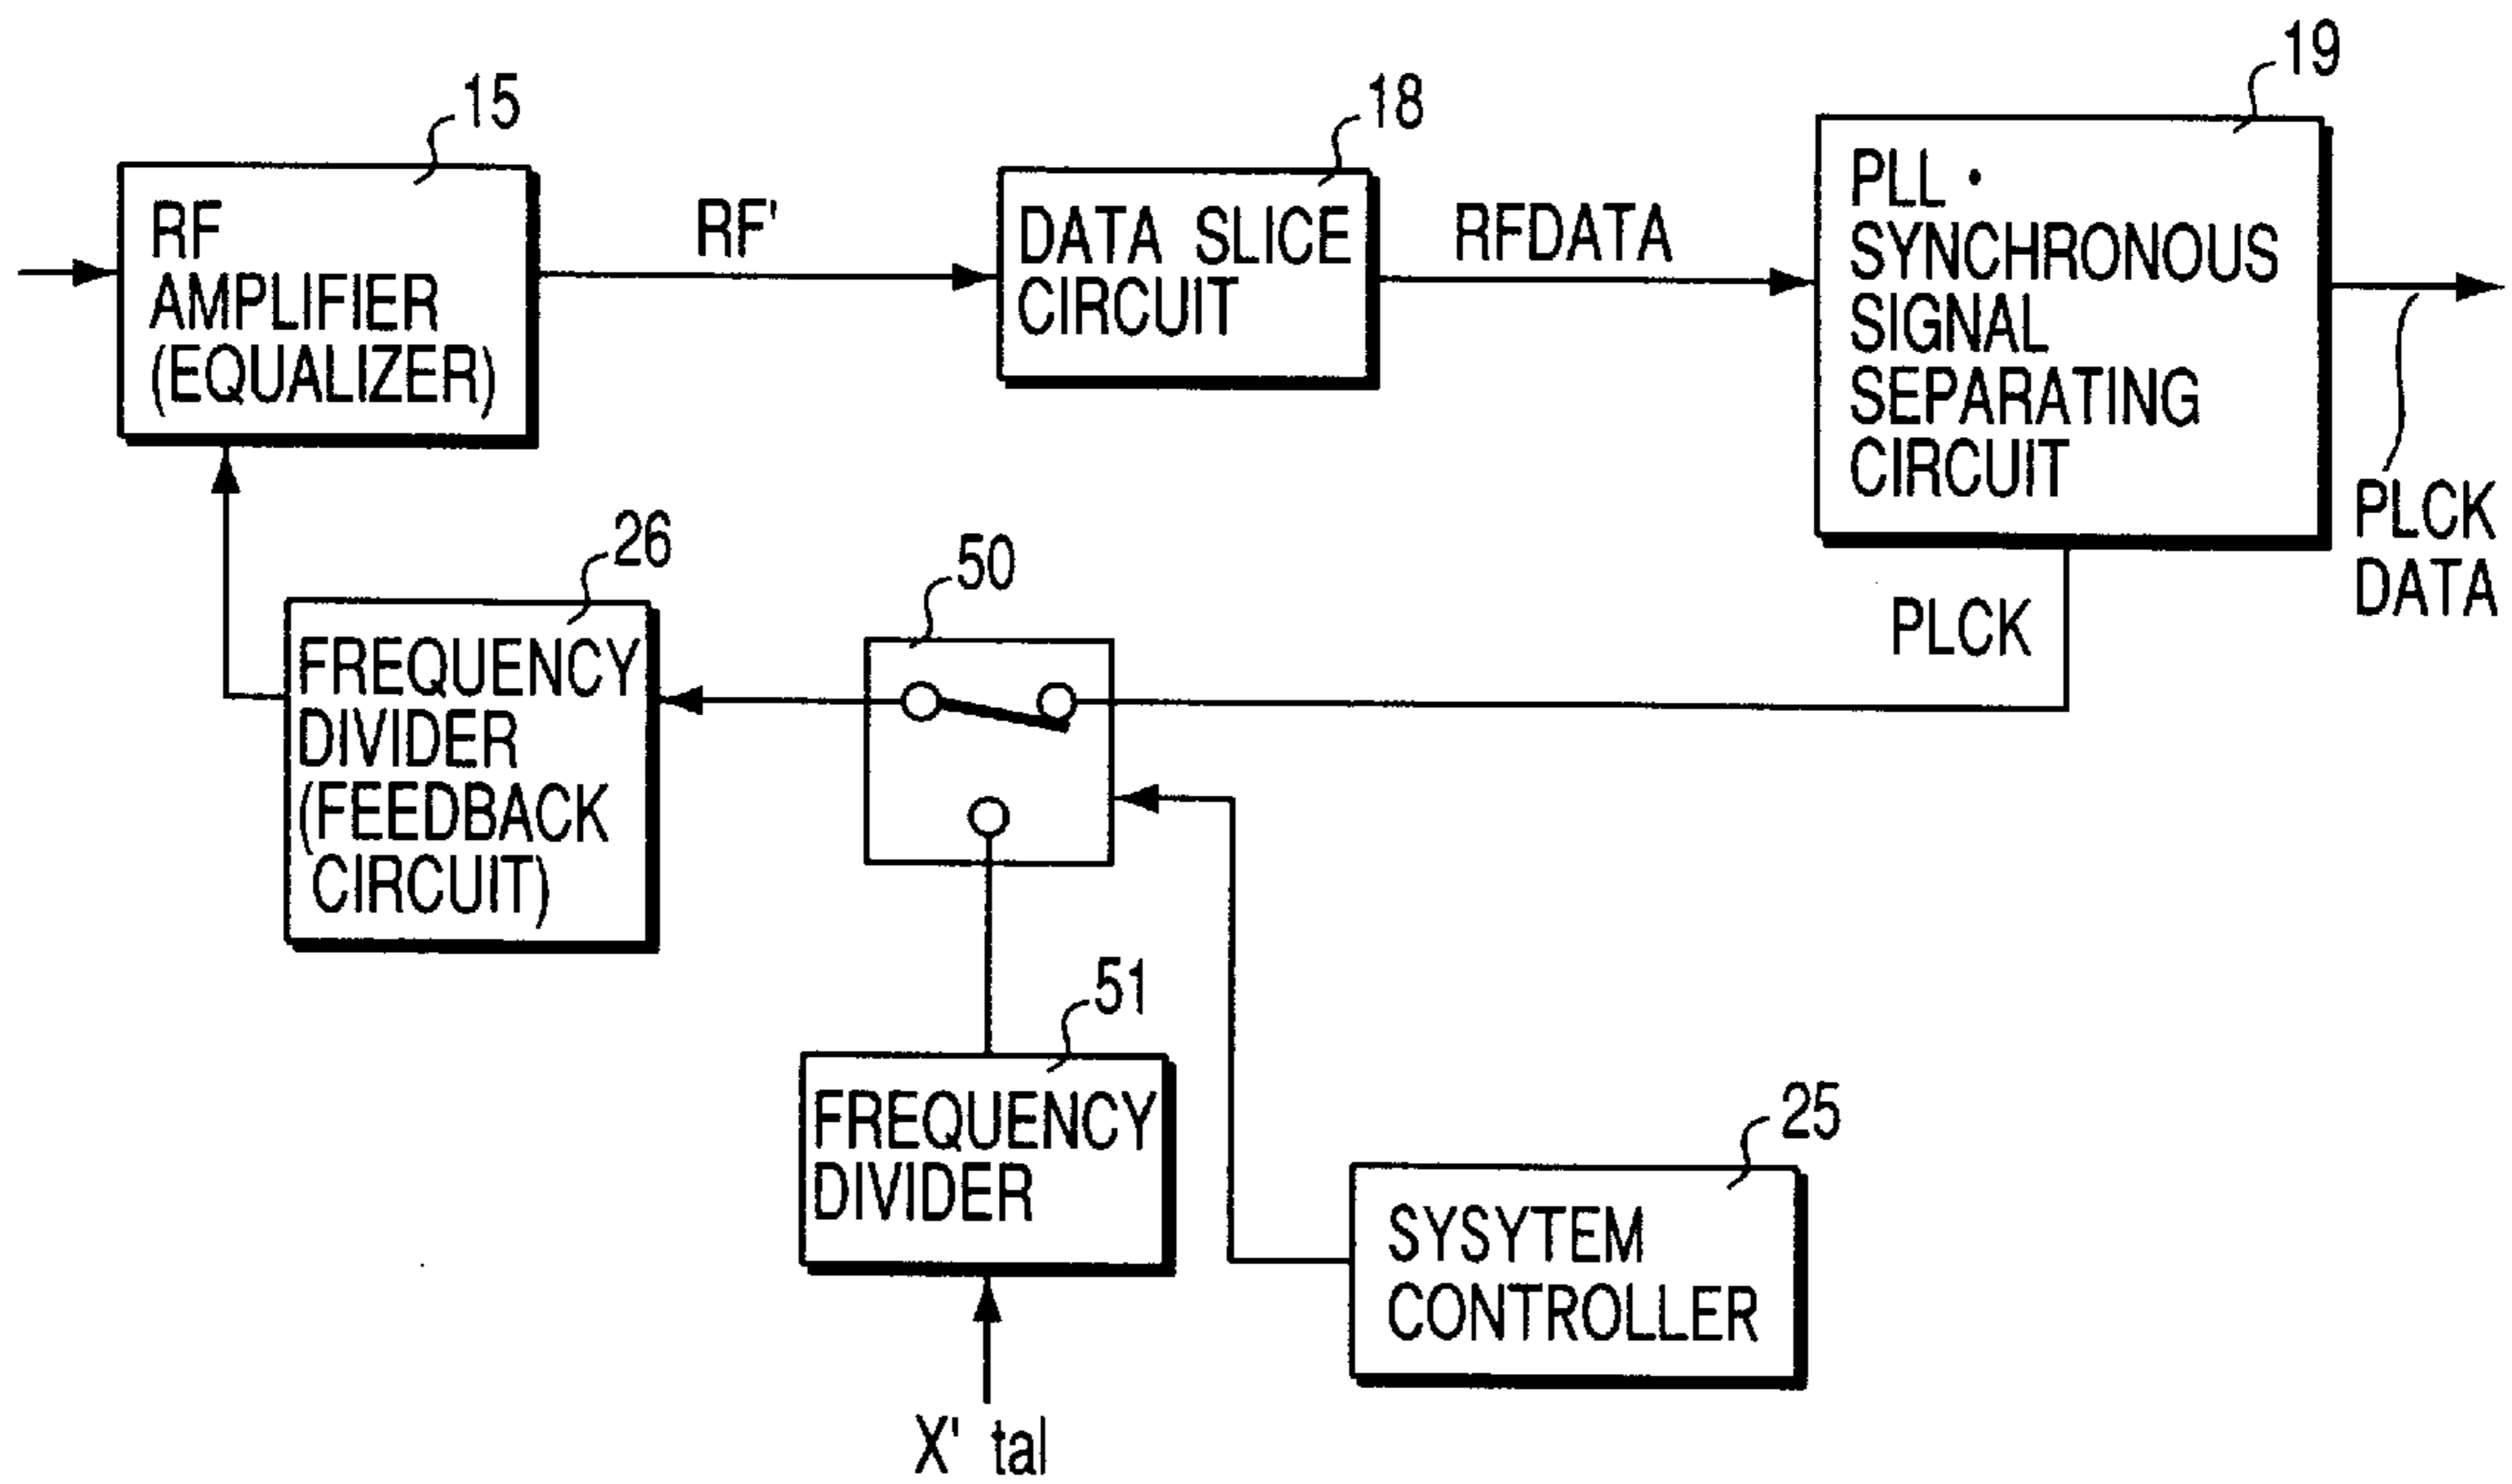 15
RF
AMPLIFIER
(EQUALIZER)
RF'
18
DATA SLICE
CIRCUIT
RFDATA
19
PLL •
SYNCHRONOUS
SIGNAL
SEPARATING
CIRCUIT
PLCK
DATA
PLCK
26
FREQUENCY
DIVIDER
(FEEDBACK
CIRCUIT)
50
51
FREQUENCY
DIVIDER
X' tal
25
SYSYTEM
CONTROLLER